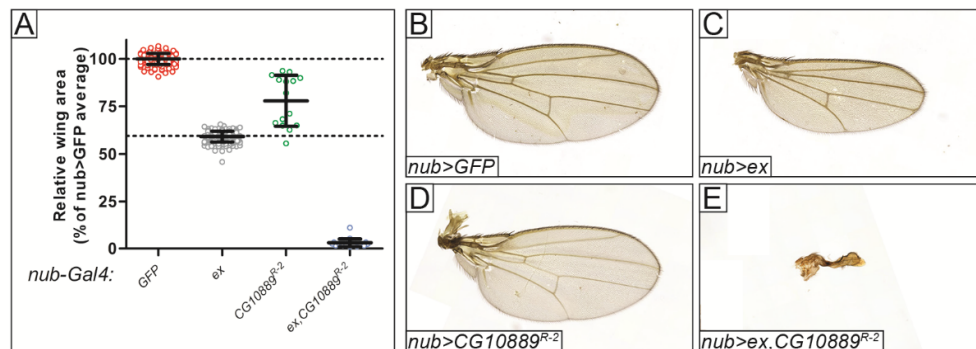 A
Relative wing area
(% of nub>GFP average)
100
75
50
25
0
nub-Gal4:
GFP
ex
CG10889R-2
ex,CG10889R-2
B
nub>GFP
C
nub>ex
D
nub>CG10889R-2
E
nub>ex,CG10889R-2